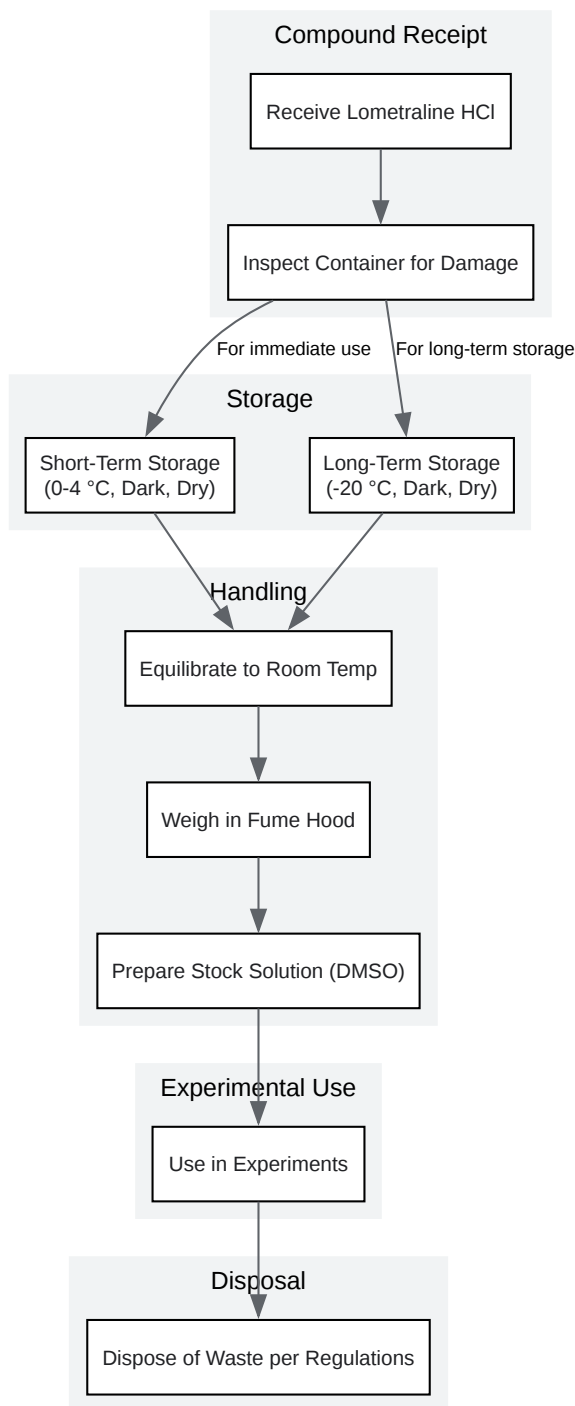 Compound Receipt
Receive Lometraline HCl
Inspect Container for Damage
For immediate use
For long-term storage
Storage
Short-Term Storage
(0-4 °C, Dark, Dry)
Long-Term Storage
(-20 °C, Dark, Dry)
Handling
Equilibrate to Room Temp
Weigh in Fume Hood
Prepare Stock Solution (DMSO)
Experimental Use
Use in Experiments
Disposal
Dispose of Waste per Regulations